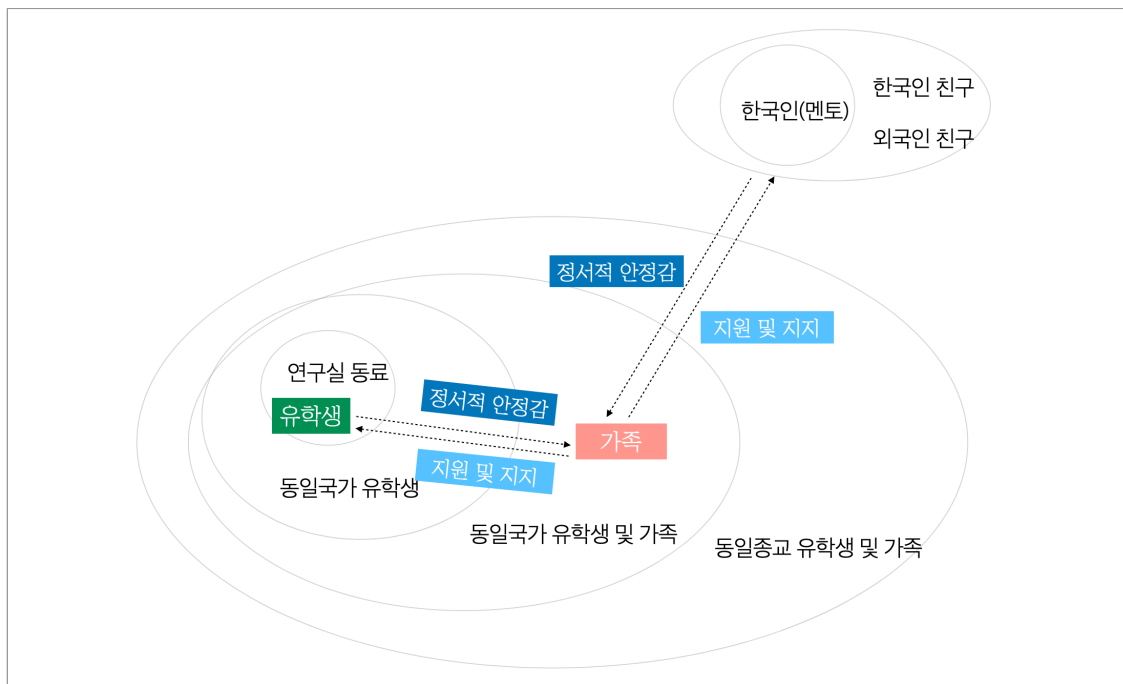 한국인 친구
한국인(멘토)
외국인 친구
정서적 안정감
지원 및 지지
연구실 동료
정서적 안정감
유학생
가족
지원 및 지지
동일국가 유학생
동일국가 유학생 및 가족
동일종교 유학생 및 가족